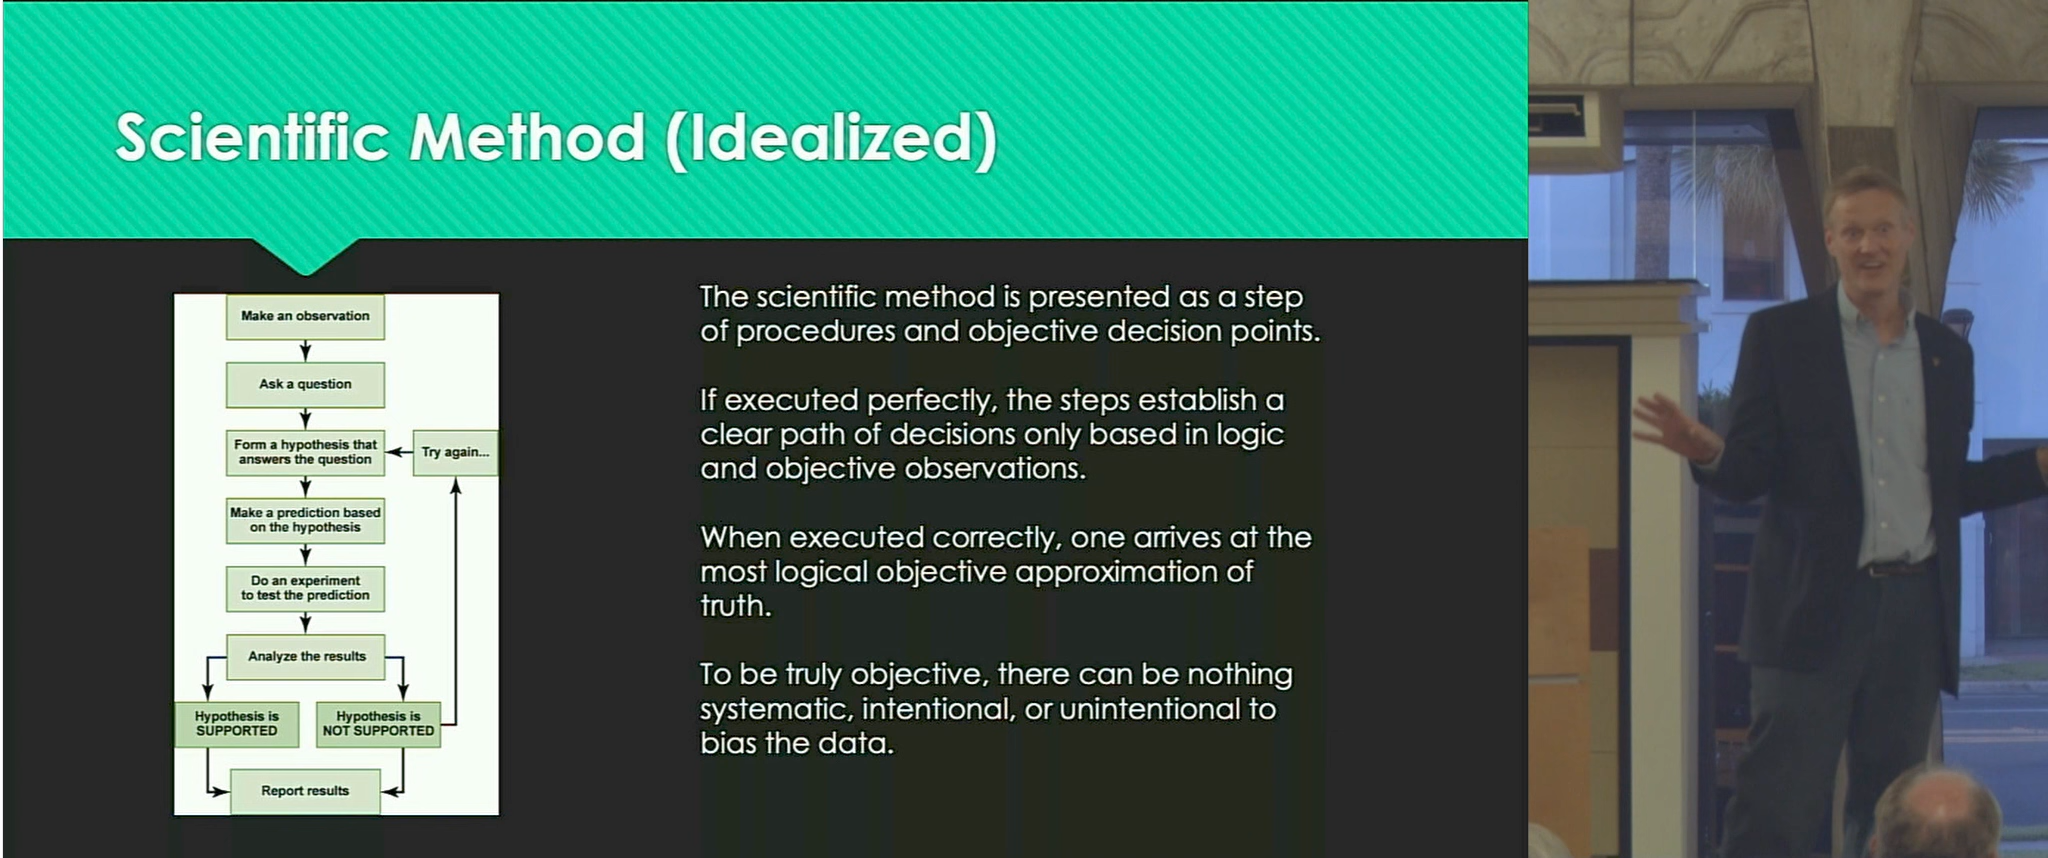 Scientific Method (Idealized)
Make an observation
Ask a question
Form a hypothesis that
answers the question
Try again...
Make a prediction based
on the hypothesis
Do an experiment
to test the prediction
Analyze the results
Hypothesis is
SUPPORTED
Hypothesis is
NOT SUPPORTED
Report results
The scientific method is presented as a step
of procedures and objective decision points.
If executed perfectly, the steps establish a
clear path of decisions only based in logic
and objective observations.
When executed correctly, one arrives at the
most logical objective approximation of
truth.
To be truly objective, there can be nothing
systematic, intentional, or unintentional to
bias the data.